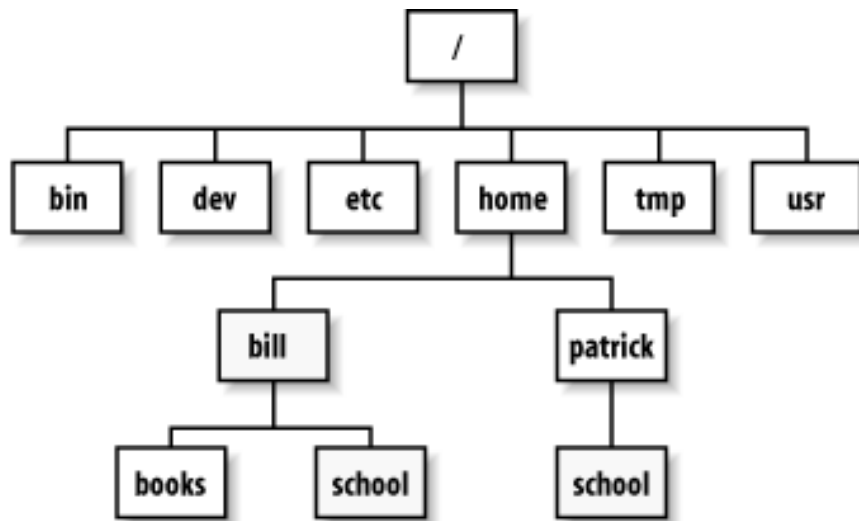 /
bin dev etc home tmp usr
bill patrick
books school school